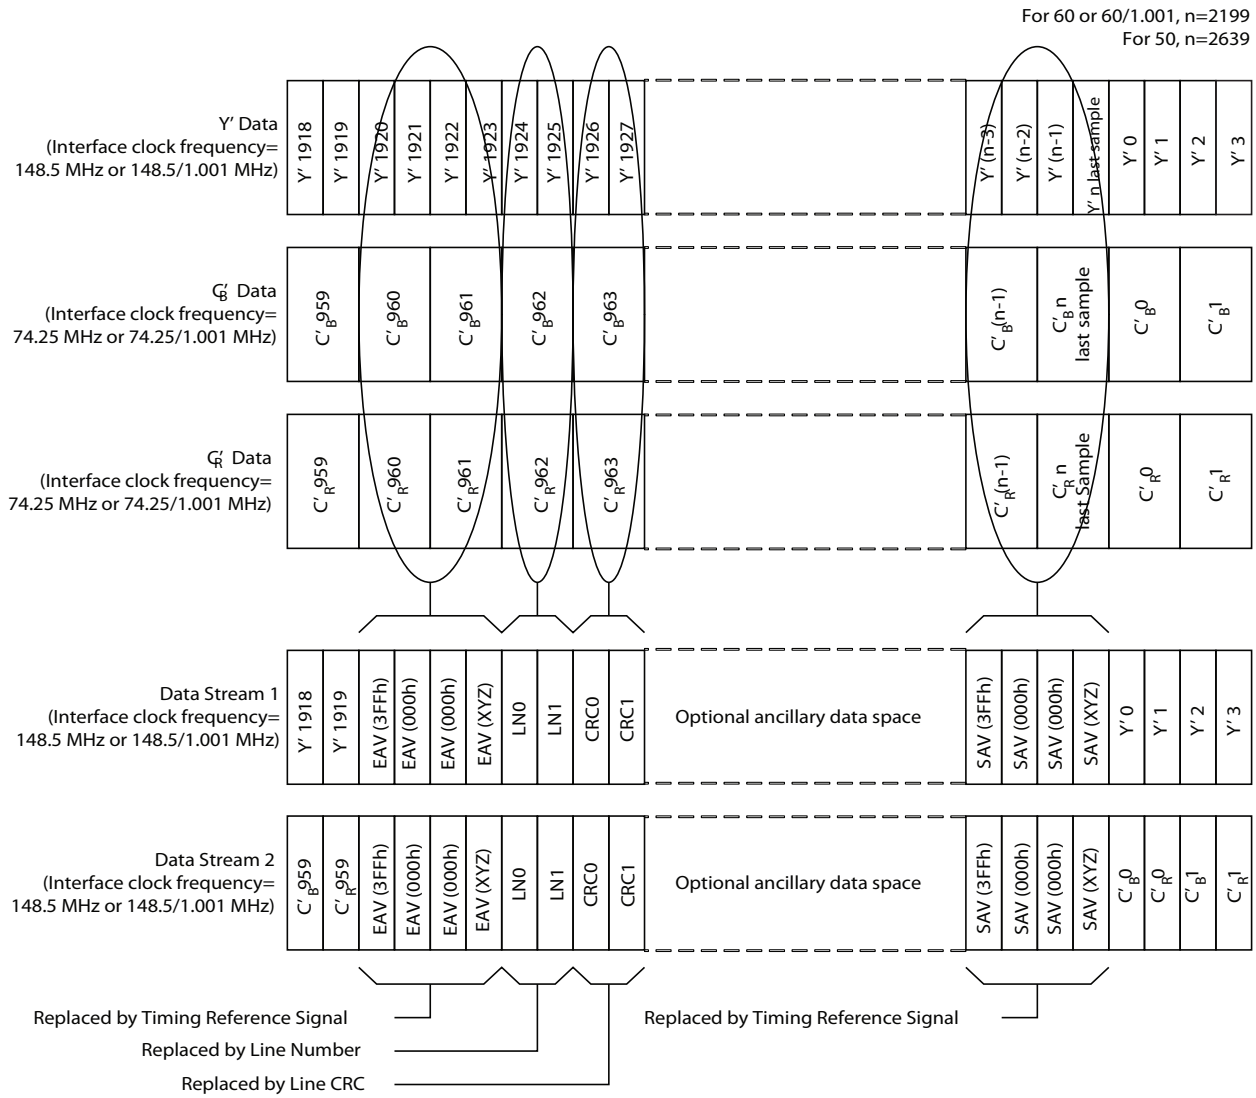 For 60 or 60/1.001, n=2199
For 50, n=2639
Y' Data
(Interface clock frequency=
148.5 MHz or 148.5/1.001 MHz)
Y' 1918
Y' 1919
Y' 1920
Y' 1921
Y' 1922
Y' 1923
Y' 1924
Y' 1925
Y' 1926
Y' 1927
Y' (n-3)
Y' (n-2)
Y' (n-1)
Y' n last sample
Y' 0
Y' 1
Y' 2
Y' 3
C'B Data
(Interface clock frequency=
74.25 MHz or 74.25/1.001 MHz)
C'B959
C'B960
C'B961
C'B962
C'B963
C'B(n-1)
C'B n
last sample
C'B0
C'B1
C'R Data
(Interface clock frequency=
74.25 MHz or 74.25/1.001 MHz)
C'R959
C'R960
C'R961
C'R962
C'R963
C'R(n-1)
C'R n
last Sample
C'R0
C'R1
Data Stream 1
(Interface clock frequency=
148.5 MHz or 148.5/1.001 MHz)
Y' 1918
Y' 1919
EAV (3FFh)
EAV (000h)
EAV (000h)
EAV (XYZ)
LN0
LN1
CRC0
CRC1
Optional ancillary data space
SAV (3FFh)
SAV (000h)
SAV (000h)
SAV (XYZ)
Y' 0
Y' 1
Y' 2
Y' 3
Data Stream 2
(Interface clock frequency=
148.5 MHz or 148.5/1.001 MHz)
C'B959
C'R959
EAV (3FFh)
EAV (000h)
EAV (000h)
EAV (XYZ)
LN0
LN1
CRC0
CRC1
Optional ancillary data space
SAV (3FFh)
SAV (000h)
SAV (000h)
SAV (XYZ)
C'B0
C'R0
C'B1
C'R1
Replaced by Timing Reference Signal
Replaced by Timing Reference Signal
Replaced by Line Number
Replaced by Line CRC